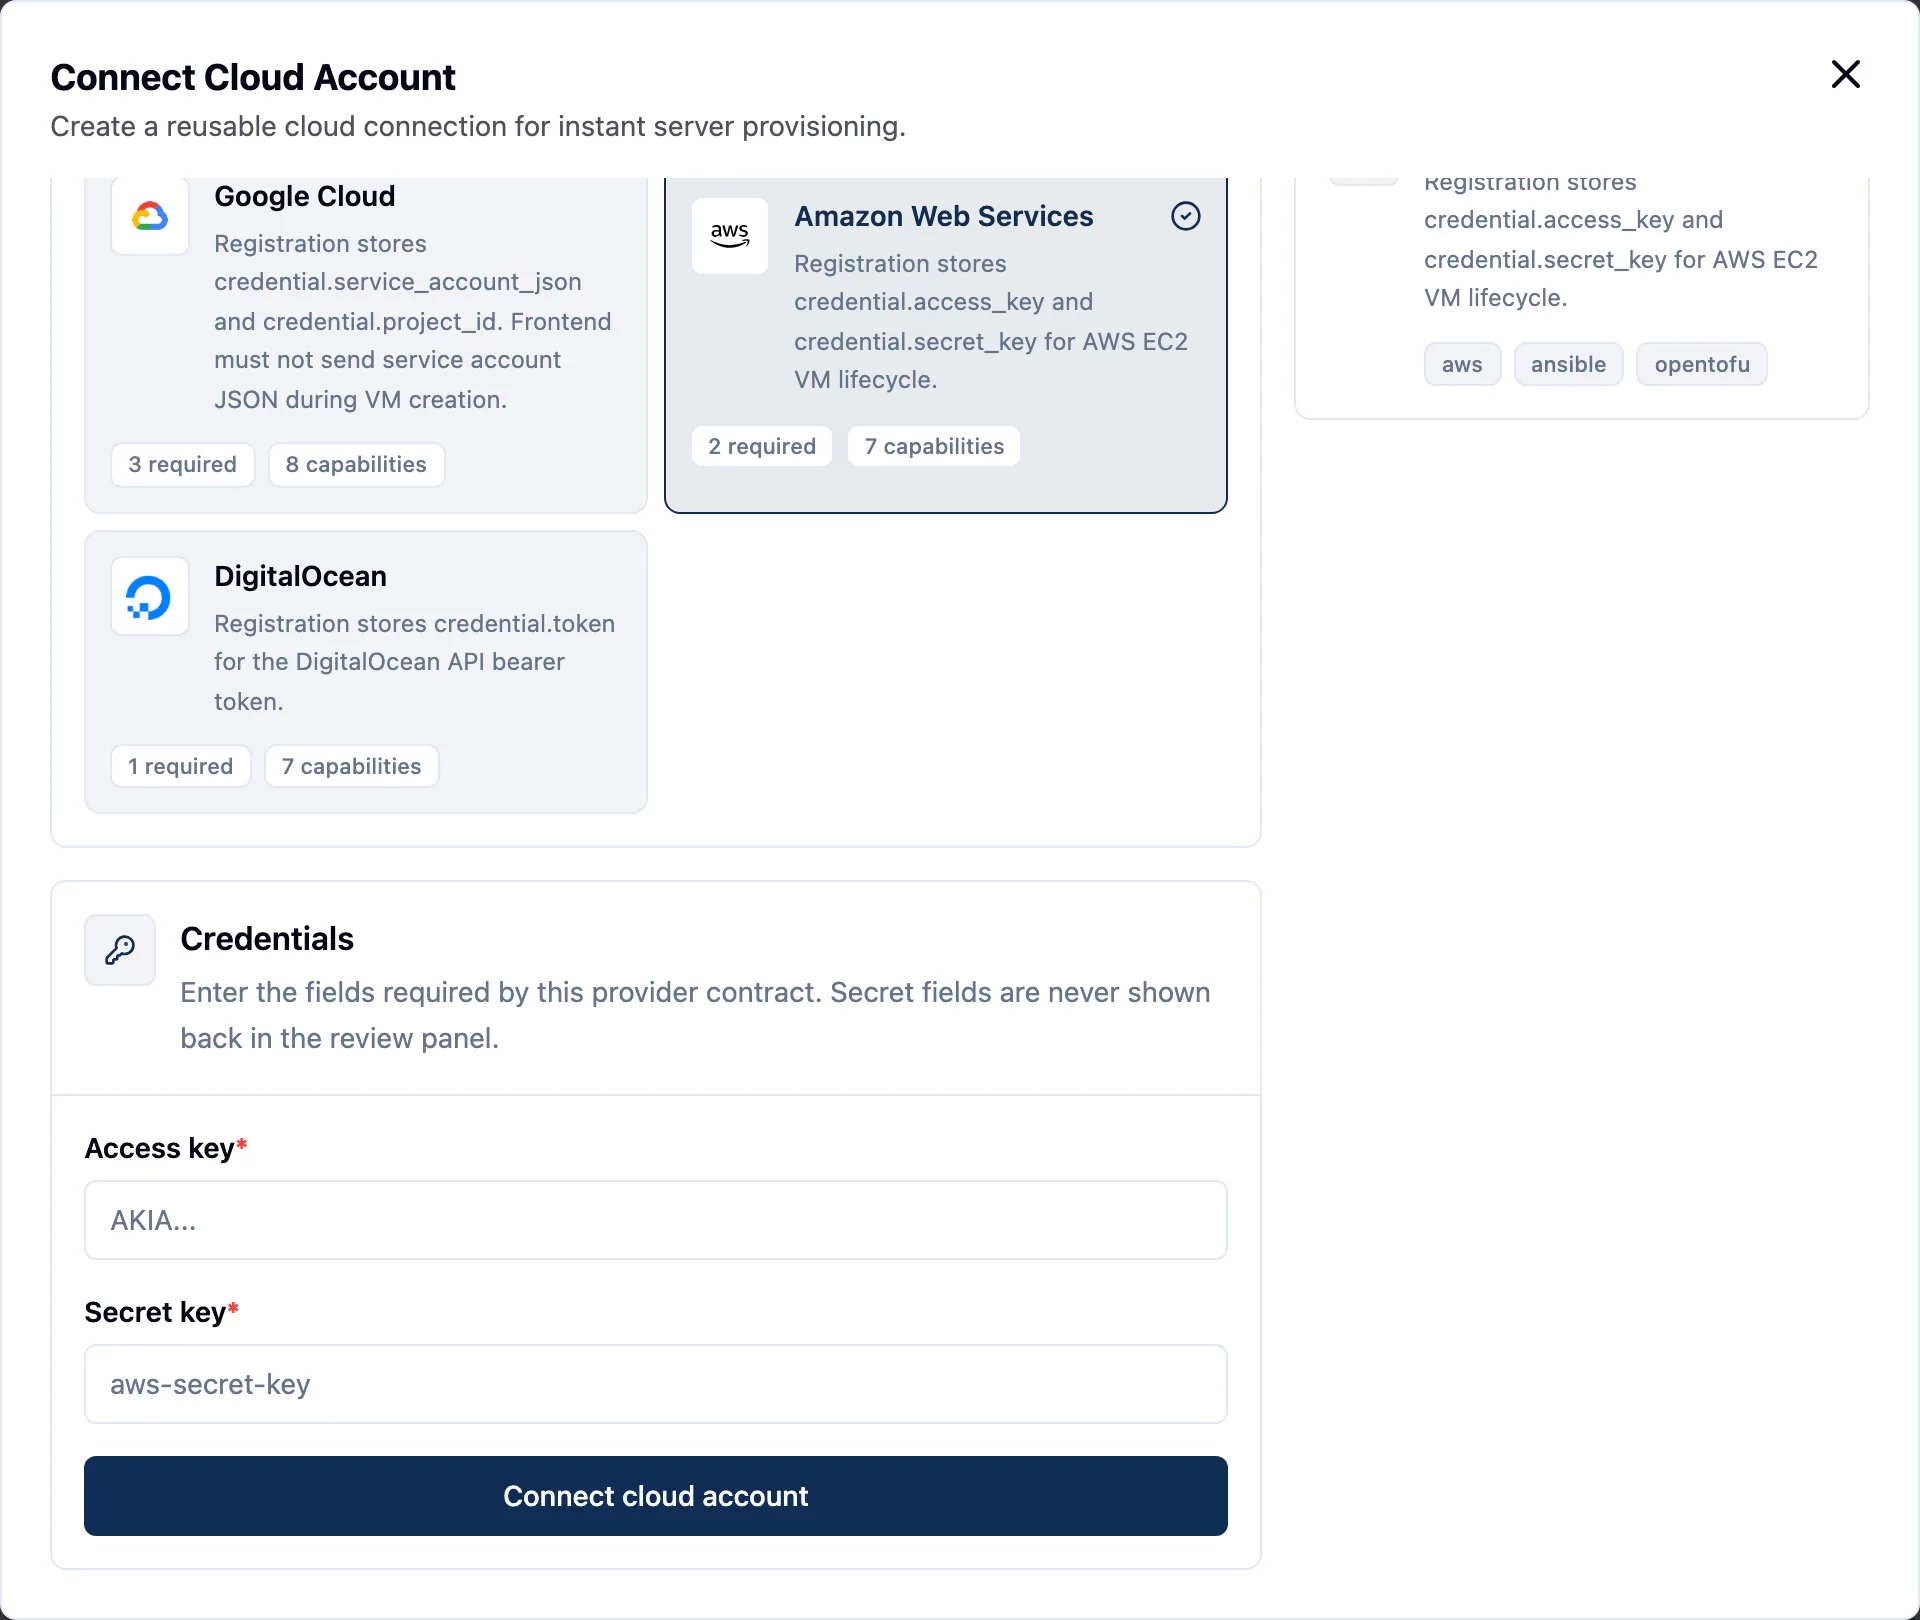 Connect Cloud Account
Create a reusable cloud connection for instant server provisioning.
Google Cloud
Registration stores
credential.service_account_json
and credential.project_id. Frontend
must not send service account
JSON during VM creation.
3 required
8 capabilities
aws
Amazon Web Services
Registration stores
credential.access_key and
credential.secret_key for AWS EC2
VM lifecycle.
2 required
7 capabilities
DigitalOcean
Registration stores credential.token
for the DigitalOcean API bearer
token.
1 required
7 capabilities
Registration stores
credential.access_key and
credential.secret_key for AWS EC2
VM lifecycle.
aws
ansible
opentofu
Credentials
Enter the fields required by this provider contract. Secret fields are never shown
back in the review panel.
Access key*
AKIA...
Secret key*
aws-secret-key
Connect cloud account